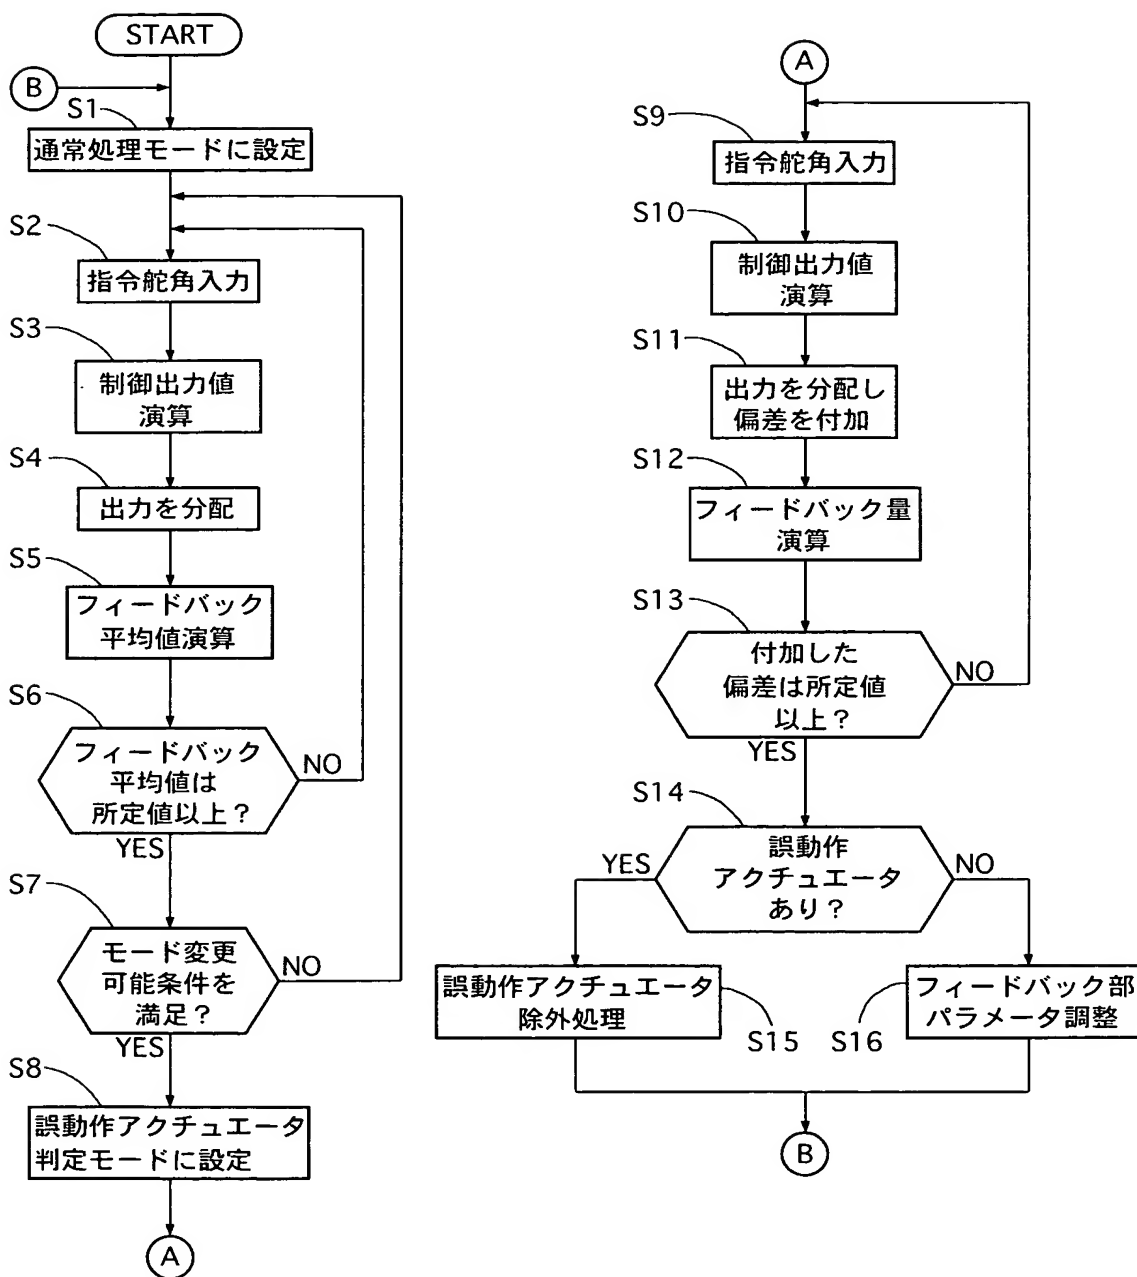 START
B
S1
通常処理モードに設定
S2
指令舵角入力
S3
制御出力値
演算
S4
出力を分配
S5
フィードバック
平均値演算
S6
フィードバック
平均値は
所定値以上?
NO
YES
S7
モード変更
可能条件を
満足?
NO
YES
S8
誤動作アクチュエータ
判定モードに設定
A
A
S9
指令舵角入力
S10
制御出力値
演算
S11
出力を分配し
偏差を付加
S12
フィードバック量
演算
S13
付加した
偏差は所定値
以上?
NO
YES
S14
誤動作
アクチュエータ
あり?
YES
NO
誤動作アクチュエータ
除外処理
S15
フィードバック部
パラメータ調整
S16
B